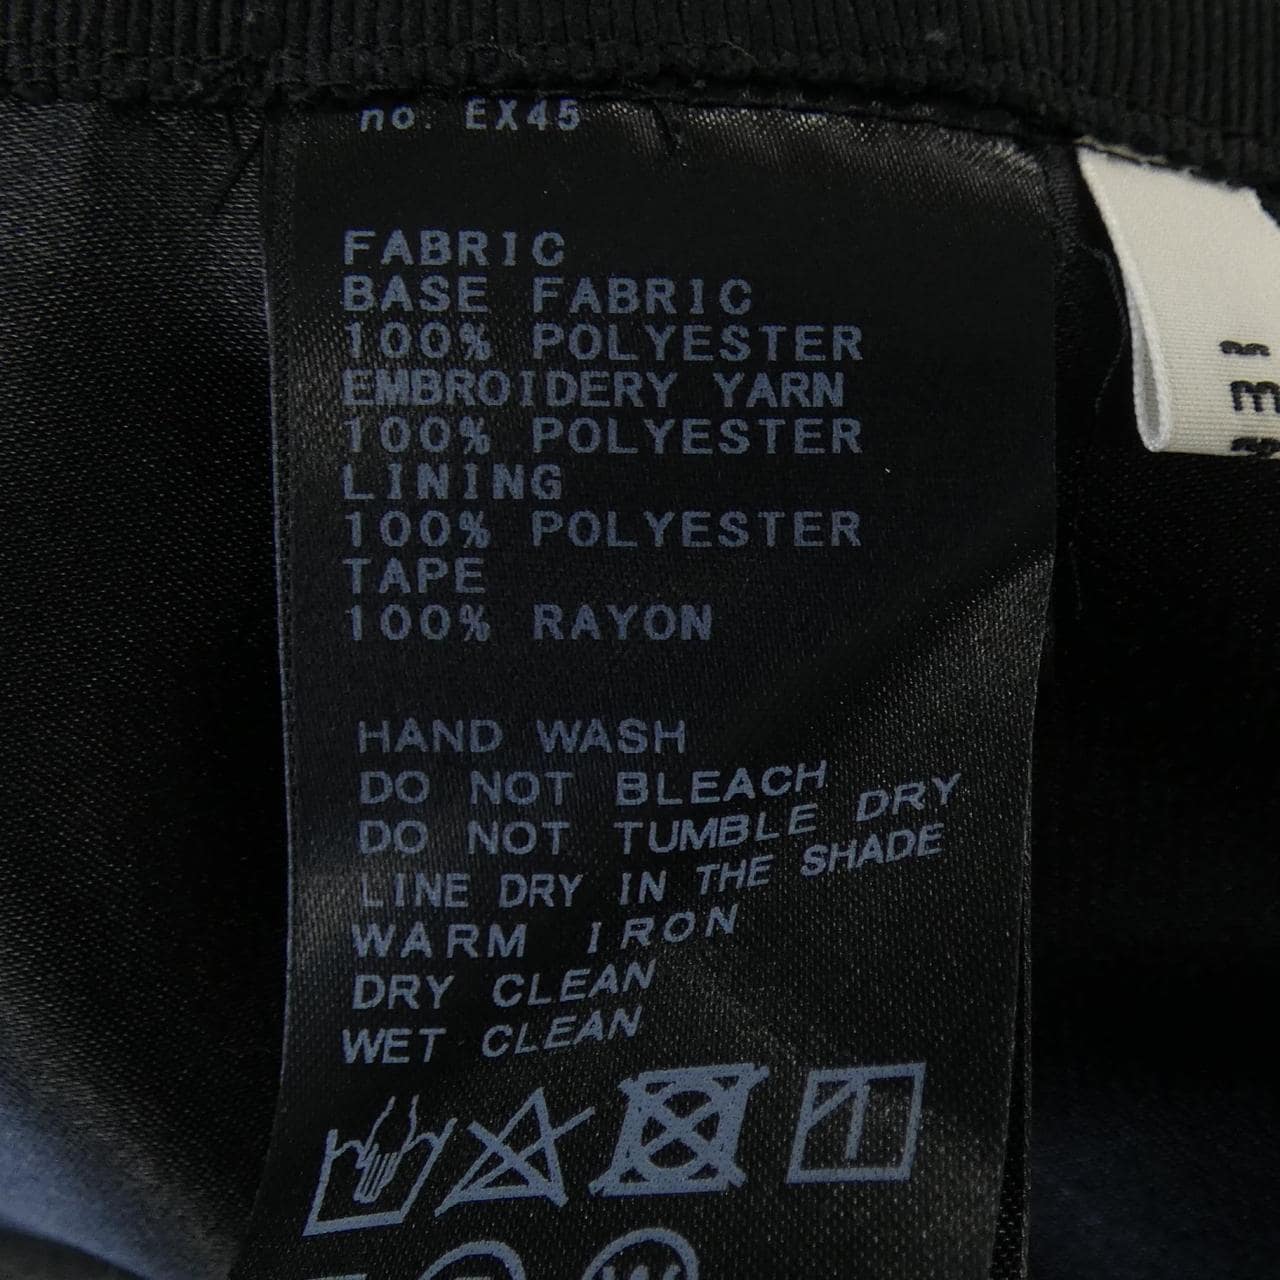 no. EX45
FABRIC
BASE FABRIC
100% POLYESTER
EMBROIDERY YARN
100% POLYESTER
LINING
100% POLYESTER
TAPE
100% RAYON
HAND WASH
DO NOT BLEACH
DO NOT TUMBLE DRY
LINE DRY IN THE SHADE
WARM IRON
DRY CLEAN
WET CLEAN